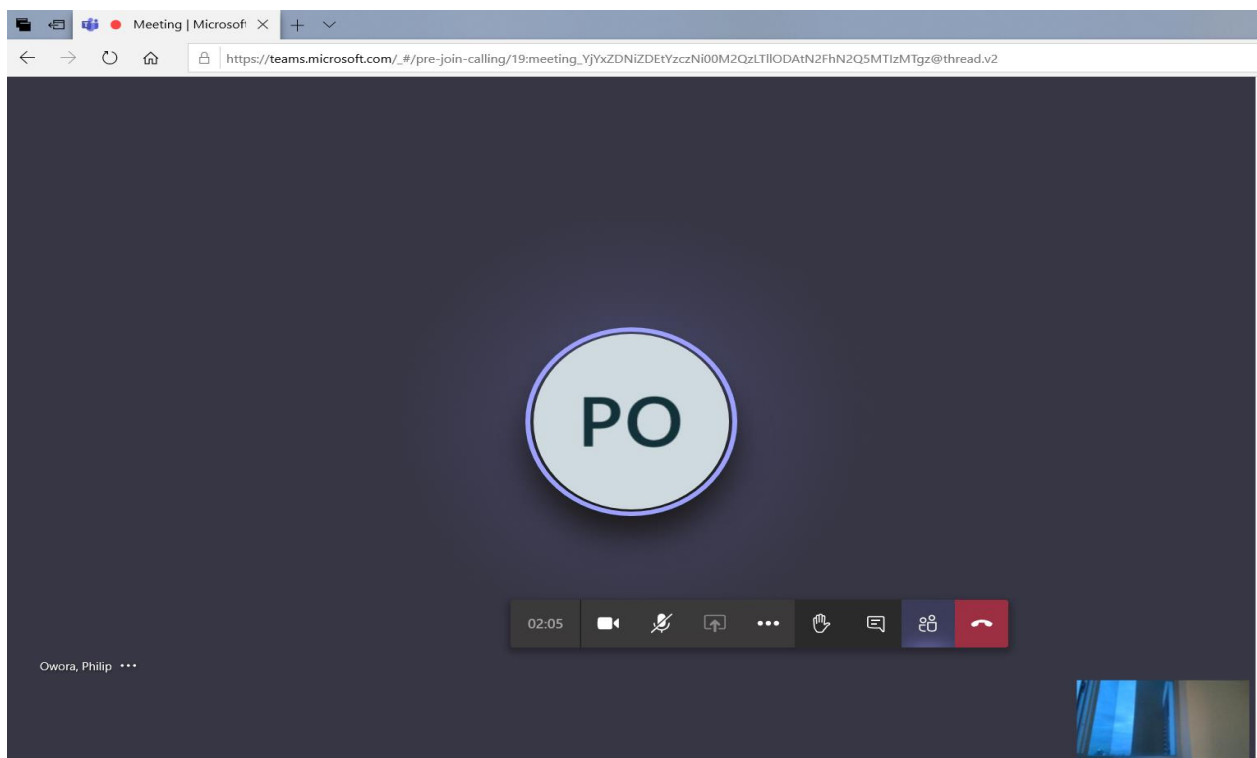 Meeting | Microsoft
https://teams.microsoft.com/_#/pre-join-calling/19:meeting_YjYxZDNiZDEtYzczNi00M2QzLTllODAtN2FhN2Q5MTIzMTgz@thread.v2
PO
02:05
Owora, Philip